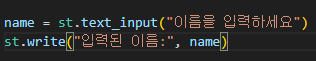 name = st.text_input("이름을 입력하세요")
st.write("입력된 이름:", name)